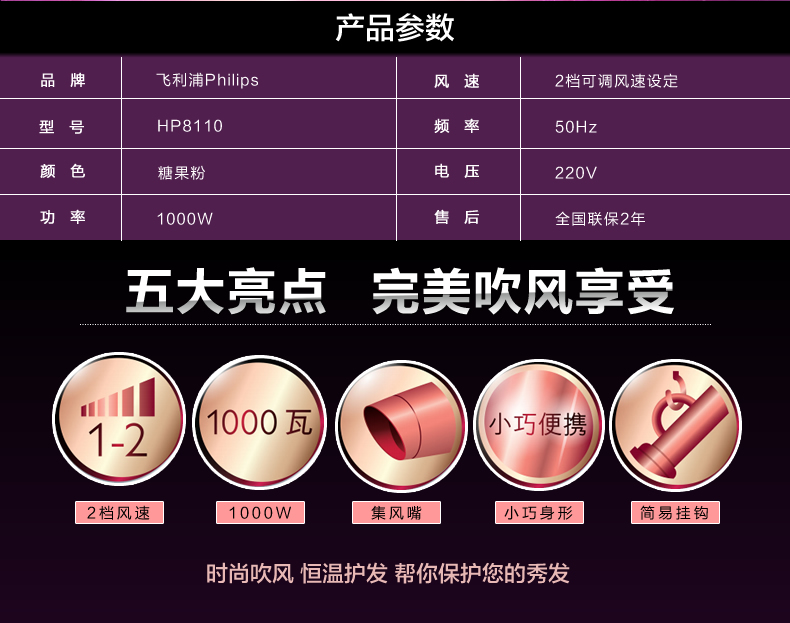 产品参数
品 牌 飞利浦Philips 风 速 2档可调风速设定
型 号 HP8110 频 率 50Hz
颜 色 糖果粉 电 压 220V
功 率 1000W 售 后 全国联保2年
五大亮点 完美吹风享受
1-2 1000瓦 小巧便携
2档风速 1000W 集风嘴 小巧身形 简易挂钩
时尚吹风 恒温护发 帮你保护您的秀发